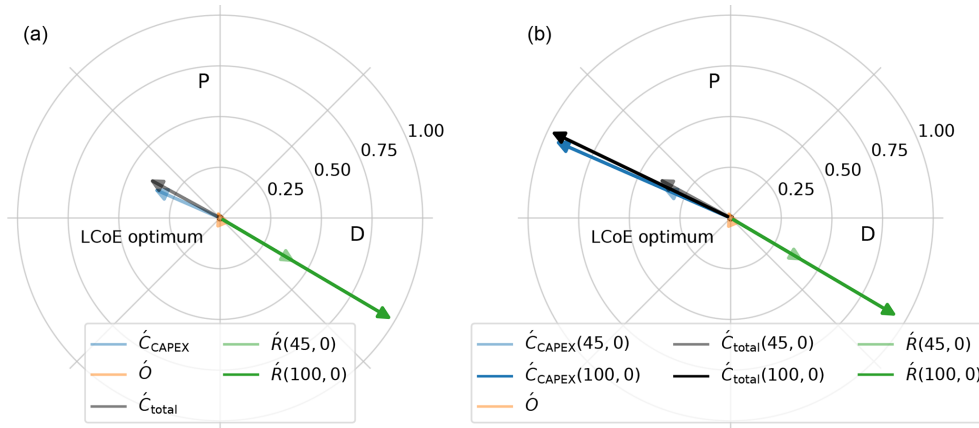 (a)
P
1.00
0.75
0.50
0.25
D
LCoE optimum
Ć_CAPEX
Ó
Ć_total
Ŕ(45, 0)
Ŕ(100, 0)
(b)
P
1.00
0.75
0.50
0.25
D
LCoE optimum
Ć_CAPEX(45, 0)
Ć_CAPEX(100, 0)
Ó
Ć_total(45, 0)
Ć_total(100, 0)
Ŕ(45, 0)
Ŕ(100, 0)